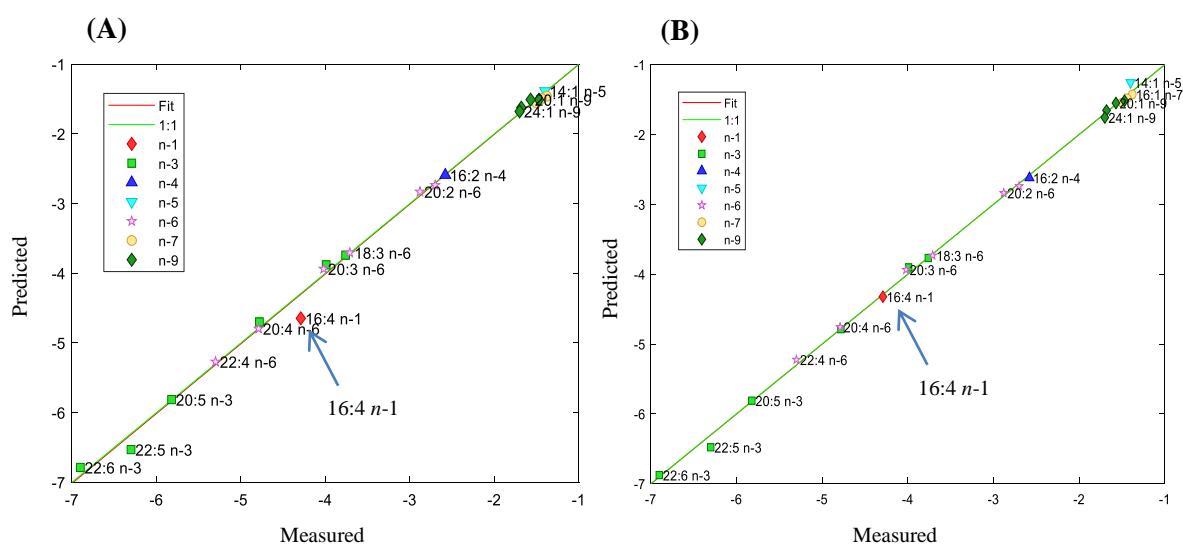 (A)
-1
-2
-3
-4
-5
-6
-7
-7
-6
-5
-4
-3
-2
-1
Predicted
Measured
Fit
1:1
n-1
n-3
n-4
n-5
n-6
n-7
n-9
14:1 n-5
20:1 n-9
24:1 n-9
16:2 n-4
20:2 n-6
18:3 n-6
20:3 n-6
16:4 n-1
20:4 n-6
22:4 n-6
20:5 n-3
22:5 n-3
22:6 n-3
16:4 n-1
(B)
-1
-2
-3
-4
-5
-6
-7
-7
-6
-5
-4
-3
-2
-1
Predicted
Measured
Fit
1:1
n-1
n-3
n-4
n-5
n-6
n-7
n-9
14:1 n-5
16:1 n-7
20:1 n-9
24:1 n-9
16:2 n-4
20:2 n-6
18:3 n-6
20:3 n-6
16:4 n-1
20:4 n-6
22:4 n-6
20:5 n-3
22:5 n-3
22:6 n-3
16:4 n-1